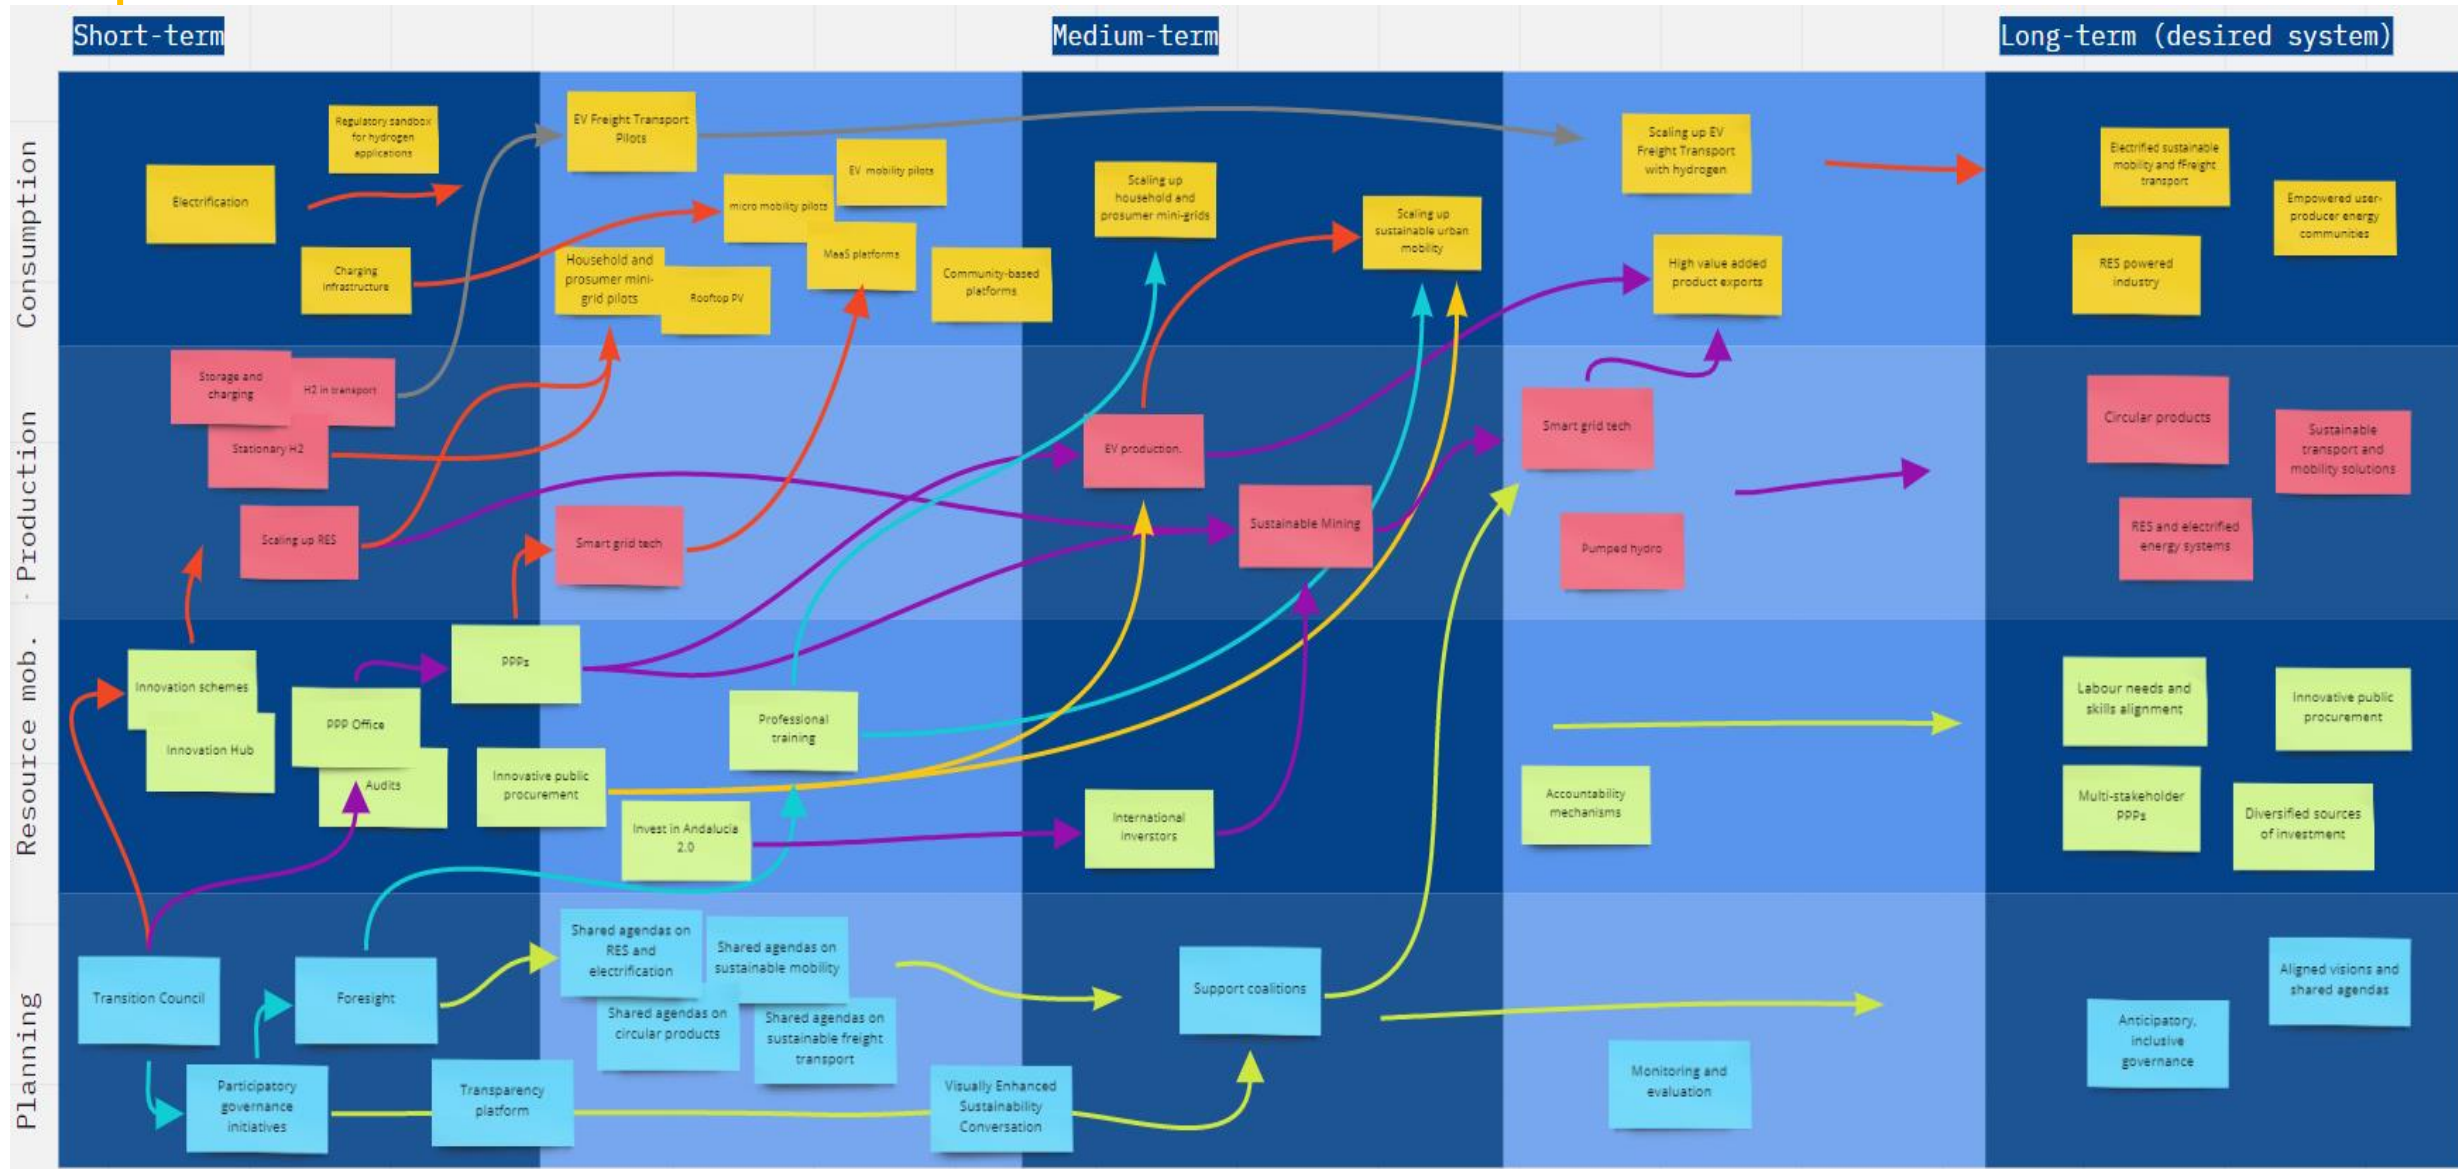 Short-term
Medium-term
Long-term (desired system)
Consumption
Regulatory sandbox
for hydrogen
applications
Electrification
Charging
infrastructure
EV Freight Transport
Pilots
EV mobility pilots
micro mobility pilots
MaaS platforms
Household and
prosumer mini-
grid pilots
Rooftop PV
Community-based
platforms
Scaling up
household and
prosumer mini-grids
Scaling up
sustainable urban
mobility
Scaling up EV
Freight Transport
with hydrogen
High value added
product exports
Electrified sustainable
mobility and fFreight
transport
Empowered user-
producer energy
communities
RES powered
industry
Production
Storage and
charging
H2 in transport
Stationary H2
Scaling up RES
Smart grid tech
EV production.
Sustainable Mining
Smart grid tech
Pumped hydro
Circular products
Sustainable
transport and
mobility solutions
RES and electrified
energy systems
Resource mob.
Innovation schemes
Innovation Hub
PPP Office
Audits
PPPs
Innovative public
procurement
Invest in Andalucia
2.0
Professional
training
International
inverstors
Accountability
mechanisms
Labour needs and
skills alignment
Innovative public
procurement
Multi-stakeholder
PPPs
Diversified sources
of investment
Planning
Transition Council
Foresight
Participatory
governance
initiatives
Transparency
platform
Shared agendas on
RES and
electrification
Shared agendas on
sustainable mobility
Shared agendas on
circular products
Shared agendas on
sustainable freight
transport
Visually Enhanced
Sustainability
Conversation
Support coalitions
Monitoring and
evaluation
Aligned visions and
shared agendas
Anticipatory,
inclusive
governance